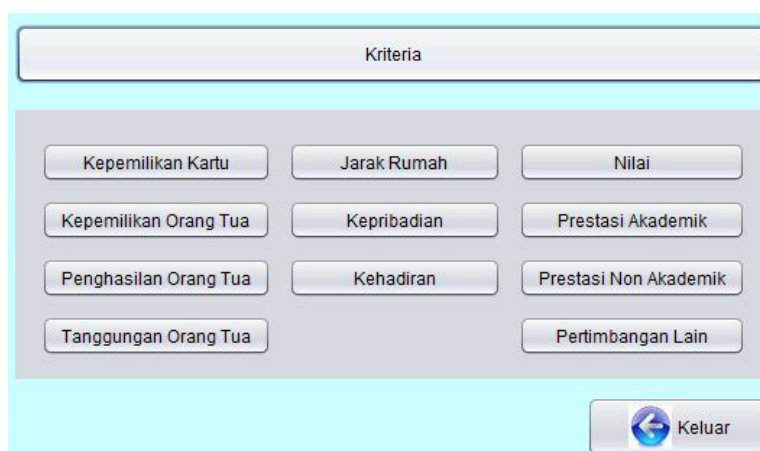 Kriteria
Kepemilikan Kartu
Jarak Rumah
Nilai
Kepemilikan Orang Tua
Kepribadian
Prestasi Akademik
Penghasilan Orang Tua
Kehadiran
Prestasi Non Akademik
Tanggungan Orang Tua
Pertimbangan Lain
Keluar